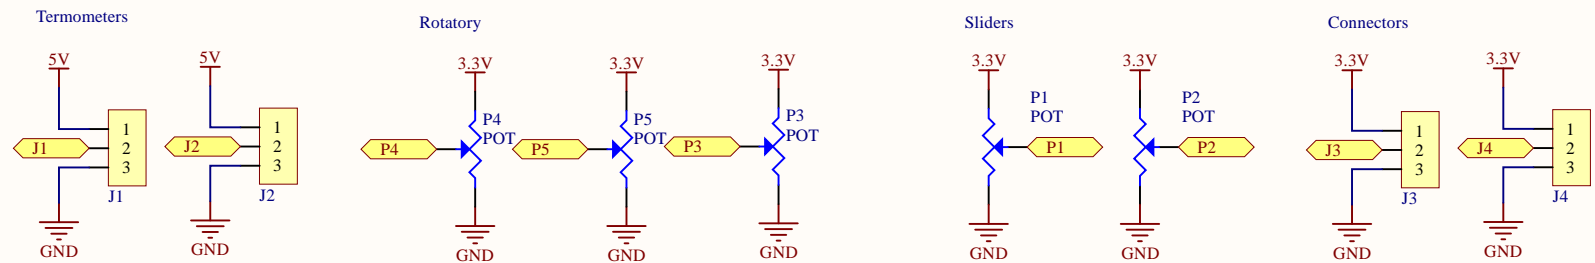 Termometers
Rotatory
Sliders
Connectors
5V
J1
1
2
3
J1
GND
5V
J2
1
2
3
J2
GND
3.3V
P4
POT
P4
GND
3.3V
P5
POT
P5
GND
3.3V
P3
POT
P3
GND
3.3V
P1
POT
P1
GND
3.3V
P2
POT
P2
GND
3.3V
J3
1
2
3
J3
GND
3.3V
J4
1
2
3
J4
GND